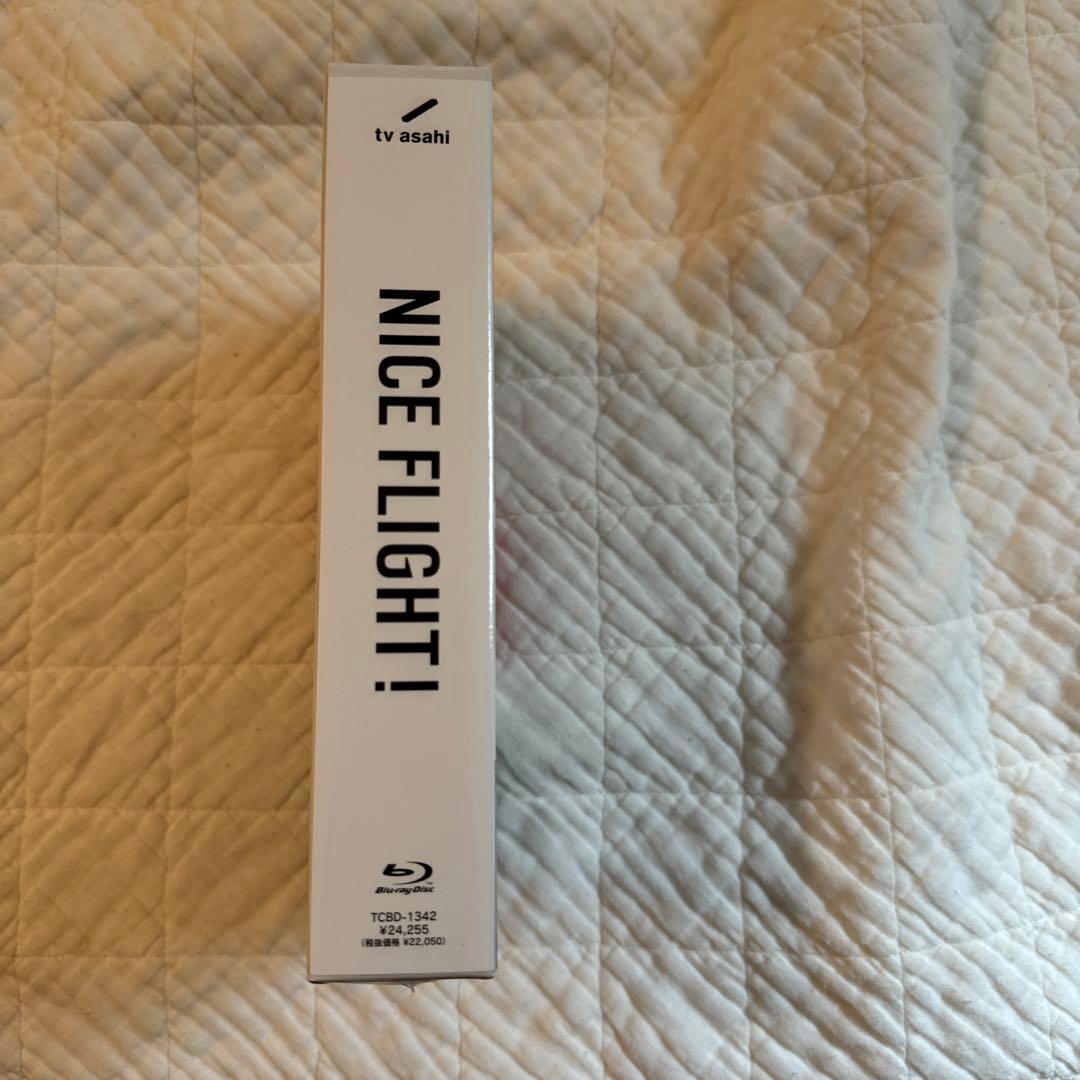 tv asahi
NICE FLIGHT!
Blu-ray Disc
TCBD-1342
¥24,255
(税抜価格 ¥22,050)